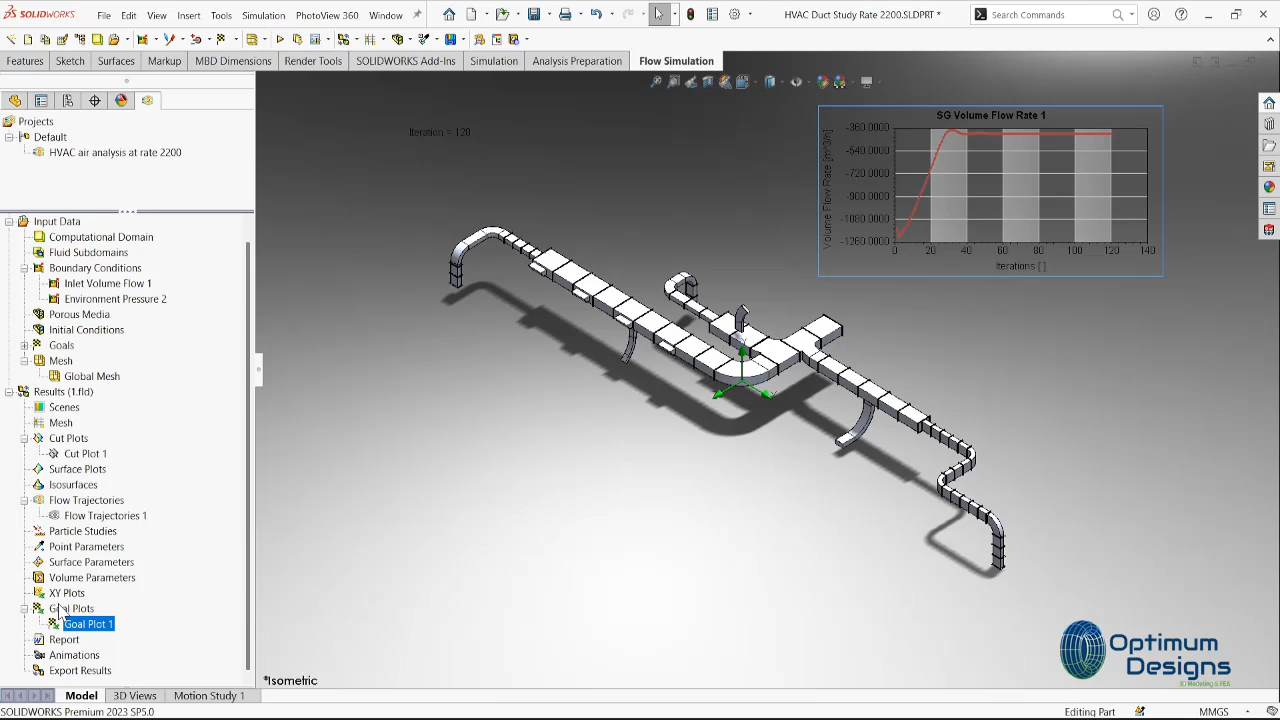 SOLIDWORKS File Edit View Insert Tools Simulation PhotoView 360 Window HVAC Duct Study Rate 2200.SLDPRT * Search Commands
Features Sketch Surfaces Markup MBD Dimensions Render Tools SOLIDWORKS Add-Ins Simulation Analysis Preparation Flow Simulation
Projects
Default
HVAC air analysis at rate 2200
Input Data
Computational Domain
Fluid Subdomains
Boundary Conditions
Inlet Volume Flow 1
Environment Pressure 2
Porous Media
Initial Conditions
Goals
Mesh
Global Mesh
Results (1.fld)
Scenes
Mesh
Cut Plots
Cut Plot 1
Surface Plots
Isosurfaces
Flow Trajectories
Flow Trajectories 1
Particle Studies
Point Parameters
Surface Parameters
Volume Parameters
XY Plots
Goal Plots
Goal Plot 1
Report
Animations
Export Results
Iteration = 120
SG Volume Flow Rate 1
Volume Flow Rate [m^3/h]
-360.0000
-540.0000
-720.0000
-900.0000
-1080.0000
-1260.0000
0 20 40 60 80 100 120 140
Iterations [ ]
*Isometric
Optimum
Designs
3D Modeling & FEA
Model 3D Views Motion Study 1
SOLIDWORKS Premium 2023 SP5.0 Editing Part MMGS